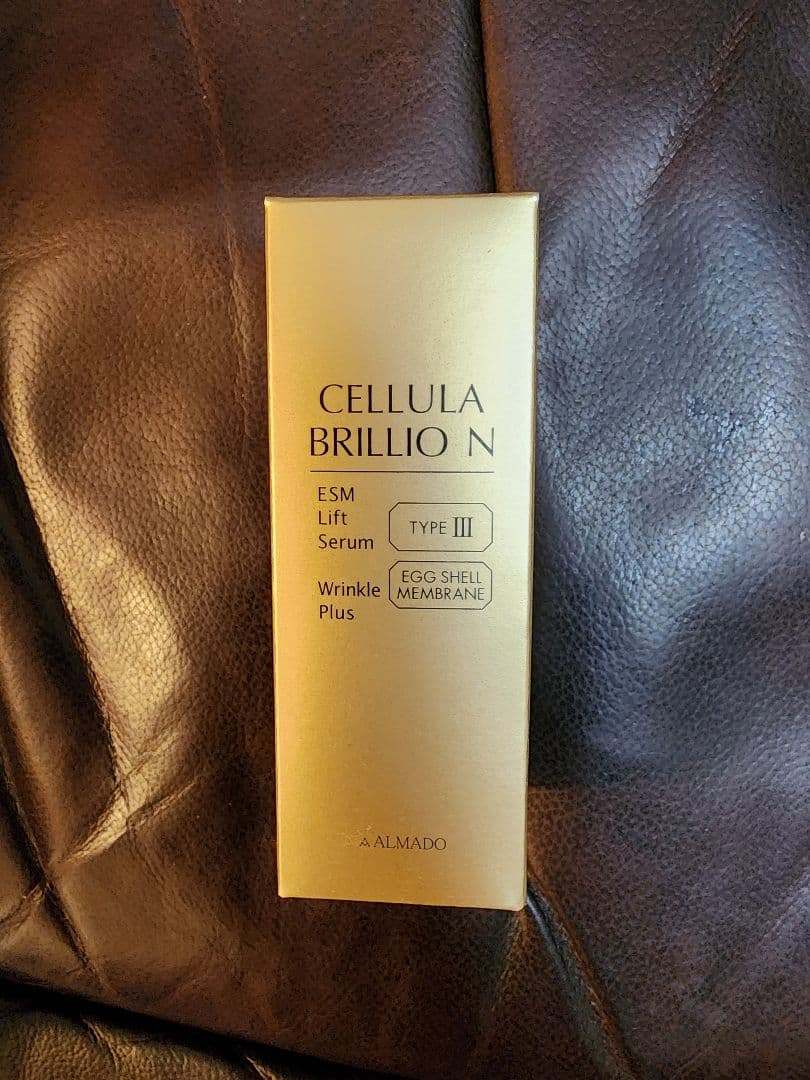 CELLULA
BRILLIO N
ESM
Lift
Serum
TYPE III
Wrinkle
Plus
EGG SHELL
MEMBRANE
ALMADO